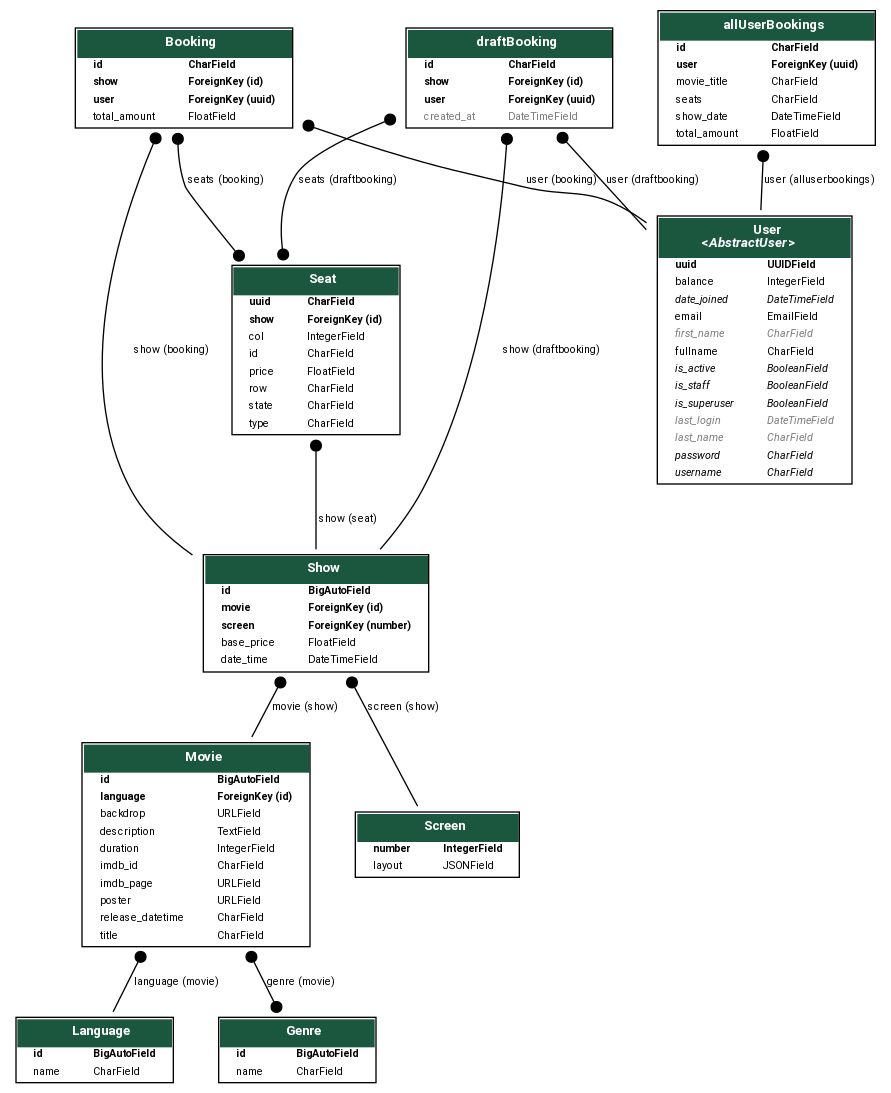 Booking
id CharField
show ForeignKey (id)
user ForeignKey (uuid)
total_amount FloatField
draftBooking
id CharField
show ForeignKey (id)
user ForeignKey (uuid)
created_at DateTimeField
allUserBookings
id CharField
user ForeignKey (uuid)
movie_title CharField
seats CharField
show_date DateTimeField
total_amount FloatField
seats (booking)
seats (draftbooking)
user (booking)
user (draftbooking)
user (alluserbookings)
User
<AbstractUser>
uuid UUIDField
balance IntegerField
date_joined DateTimeField
email EmailField
first_name CharField
fullname CharField
is_active BooleanField
is_staff BooleanField
is_superuser BooleanField
last_login DateTimeField
last_name CharField
password CharField
username CharField
Seat
uuid CharField
show ForeignKey (id)
col IntegerField
id CharField
price FloatField
row CharField
state CharField
type CharField
show (booking)
show (draftbooking)
show (seat)
Show
id BigAutoField
movie ForeignKey (id)
screen ForeignKey (number)
base_price FloatField
date_time DateTimeField
movie (show)
screen (show)
Movie
id BigAutoField
language ForeignKey (id)
backdrop URLField
description TextField
duration IntegerField
imdb_id CharField
imdb_page URLField
poster URLField
release_datetime CharField
title CharField
Screen
number IntegerField
layout JSONField
language (movie)
genre (movie)
Language
id BigAutoField
name CharField
Genre
id BigAutoField
name CharField